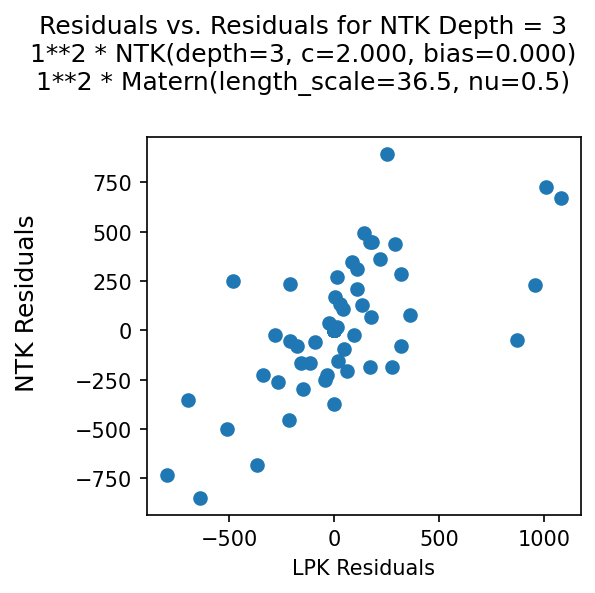 Residuals vs. Residuals for NTK Depth = 3
1**2 * NTK(depth=3, c=2.000, bias=0.000)
1**2 * Matern(length_scale=36.5, nu=0.5)
NTK Residuals
750
500
250
0
−250
−500
−750
−500 0 500 1000
LPK Residuals